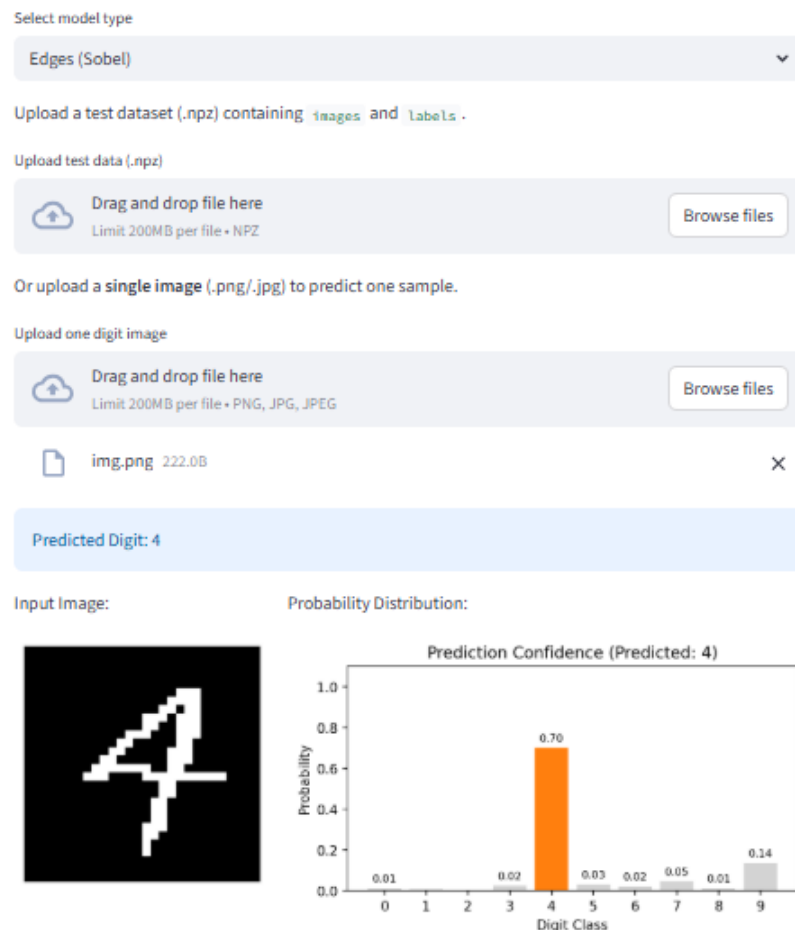 Select model type
Edges (Sobel)
Upload a test dataset (.npz) containing images and labels.
Upload test data (.npz)
Drag and drop file here
Limit 200MB per file • NPZ
Browse files
Or upload a single image (.png/.jpg) to predict one sample.
Upload one digit image
Drag and drop file here
Limit 200MB per file • PNG, JPG, JPEG
Browse files
img.png 222.0B
Predicted Digit: 4
Input Image:
Probability Distribution:
4
Prediction Confidence (Predicted: 4)
Probability
1.0
0.8
0.6
0.4
0.2
0.0
0.01
0.02
0.70
0.03
0.02
0.05
0.01
0.14
0 1 2 3 4 5 6 7 8 9
Digit Class